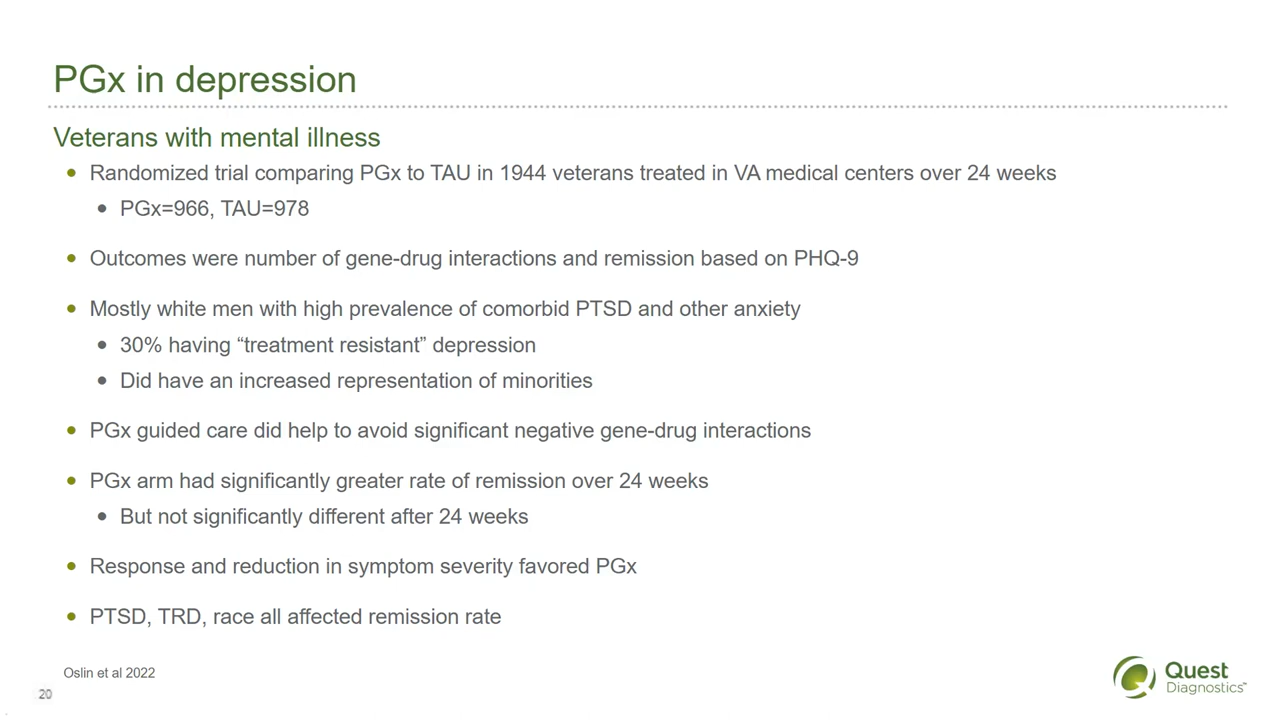 PGx in depression
Veterans with mental illness
• Randomized trial comparing PGx to TAU in 1944 veterans treated in VA medical centers over 24 weeks
• PGx=966, TAU=978
• Outcomes were number of gene-drug interactions and remission based on PHQ-9
• Mostly white men with high prevalence of comorbid PTSD and other anxiety
• 30% having “treatment resistant” depression
• Did have an increased representation of minorities
• PGx guided care did help to avoid significant negative gene-drug interactions
• PGx arm had significantly greater rate of remission over 24 weeks
• But not significantly different after 24 weeks
• Response and reduction in symptom severity favored PGx
• PTSD, TRD, race all affected remission rate
Oslin et al 2022
20
Quest
Diagnostics™